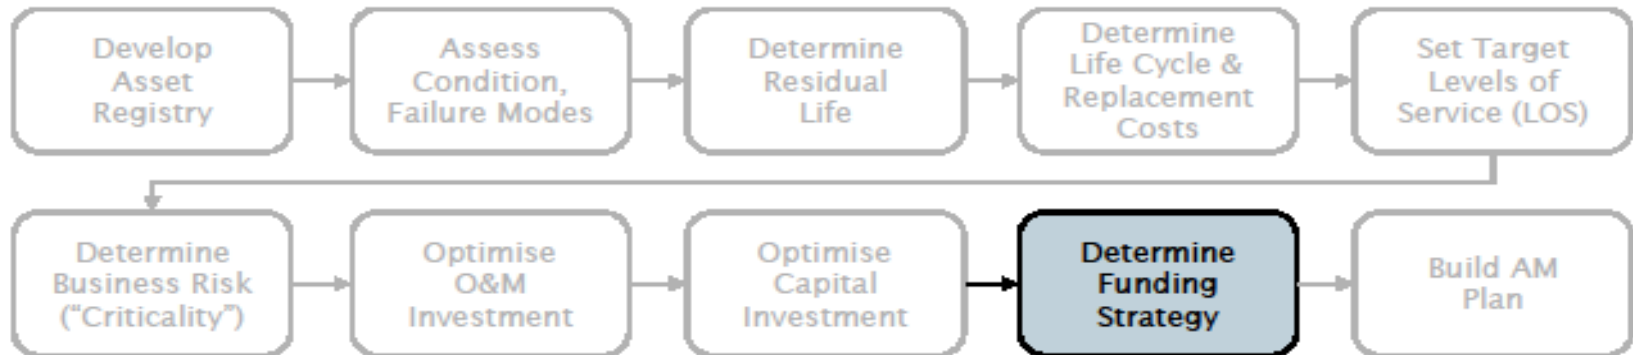 Develop
Asset
Registry
Assess
Condition,
Failure Modes
Determine
Residual
Life
Determine
Life Cycle &
Replacement
Costs
Set Target
Levels of
Service (LOS)
Determine
Business Risk
(“Criticality”)
Optimise
O&M
Investment
Optimise
Capital
Investment
Determine
Funding
Strategy
Build AM
Plan